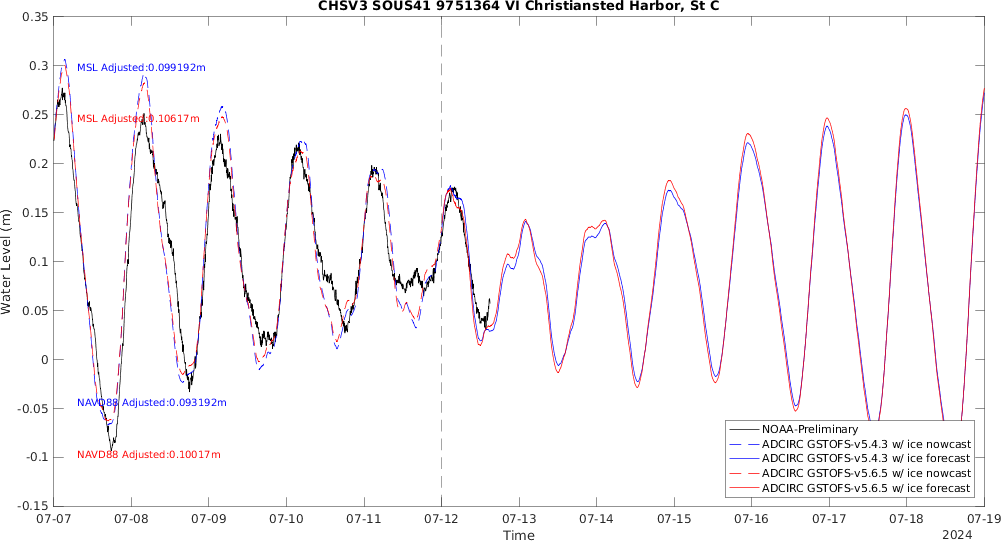 CHSV3 SOUS41 9751364 VI Christiansted Harbor, St C
0.35
0.3
0.25
0.2
0.15
0.1
0.05
0
-0.05
-0.1
-0.15
Water Level (m)
MSL Adjusted:0.099192m
MSL Adjusted:0.10617m
NAVD88 Adjusted:0.093192m
NAVD88 Adjusted:0.10017m
NOAA-Preliminary
ADCIRC GSTOFS-v5.4.3 w/ ice nowcast
ADCIRC GSTOFS-v5.4.3 w/ ice forecast
ADCIRC GSTOFS-v5.6.5 w/ ice nowcast
ADCIRC GSTOFS-v5.6.5 w/ ice forecast
07-07 07-08 07-09 07-10 07-11 07-12 07-13 07-14 07-15 07-16 07-17 07-18 07-19
Time
2024